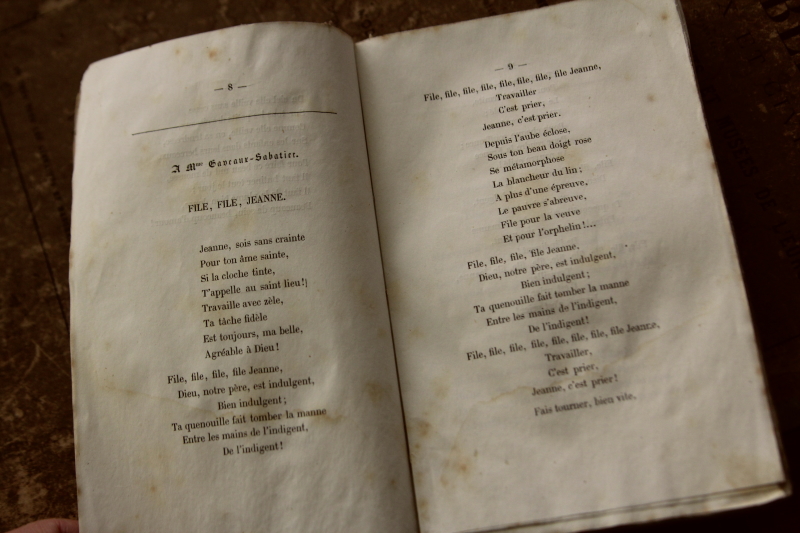 — 8 —
A Mme Gaveaux-Sabatier.
FILE, FILE, JEANNE.
Jeanne, sois sans crainte
Pour ton âme sainte,
Si la cloche tinte,
T'appelle au saint lieu!)
Travaille avec zèle,
Ta tâche fidèle
Est toujours, ma belle,
Agréable à Dieu!
File, file, file, file Jeanne,
Dieu, notre père, est indulgent,
Bien indulgent;
Ta quenouille fait tomber la manne
Entre les mains de l'indigent,
De l'indigent!
— 9 —
File, file, file, file, file, file, file, file Jeanne,
Travailler
C'est prier,
Jeanne, c'est prier.
Depuis l'aube éclose,
Sous ton beau doigt rose
Se métamorphose
La blancheur du lin;
A plus d'une épreuve,
Le pauvre s'abreuve,
File pour la veuve
Et pour l'orphelin!...
File, file, file, file Jeanne.
Dieu, notre père, est indulgent,
Bien indulgent;
Ta quenouille fait tomber la manne
Entre les mains de l'indigent,
De l'indigent!
File, file, file, file, file, file, file, file Jeanne,
Travailler,
C'est prier,
Jeanne, c'est prier!
Fais tourner, bien vite,